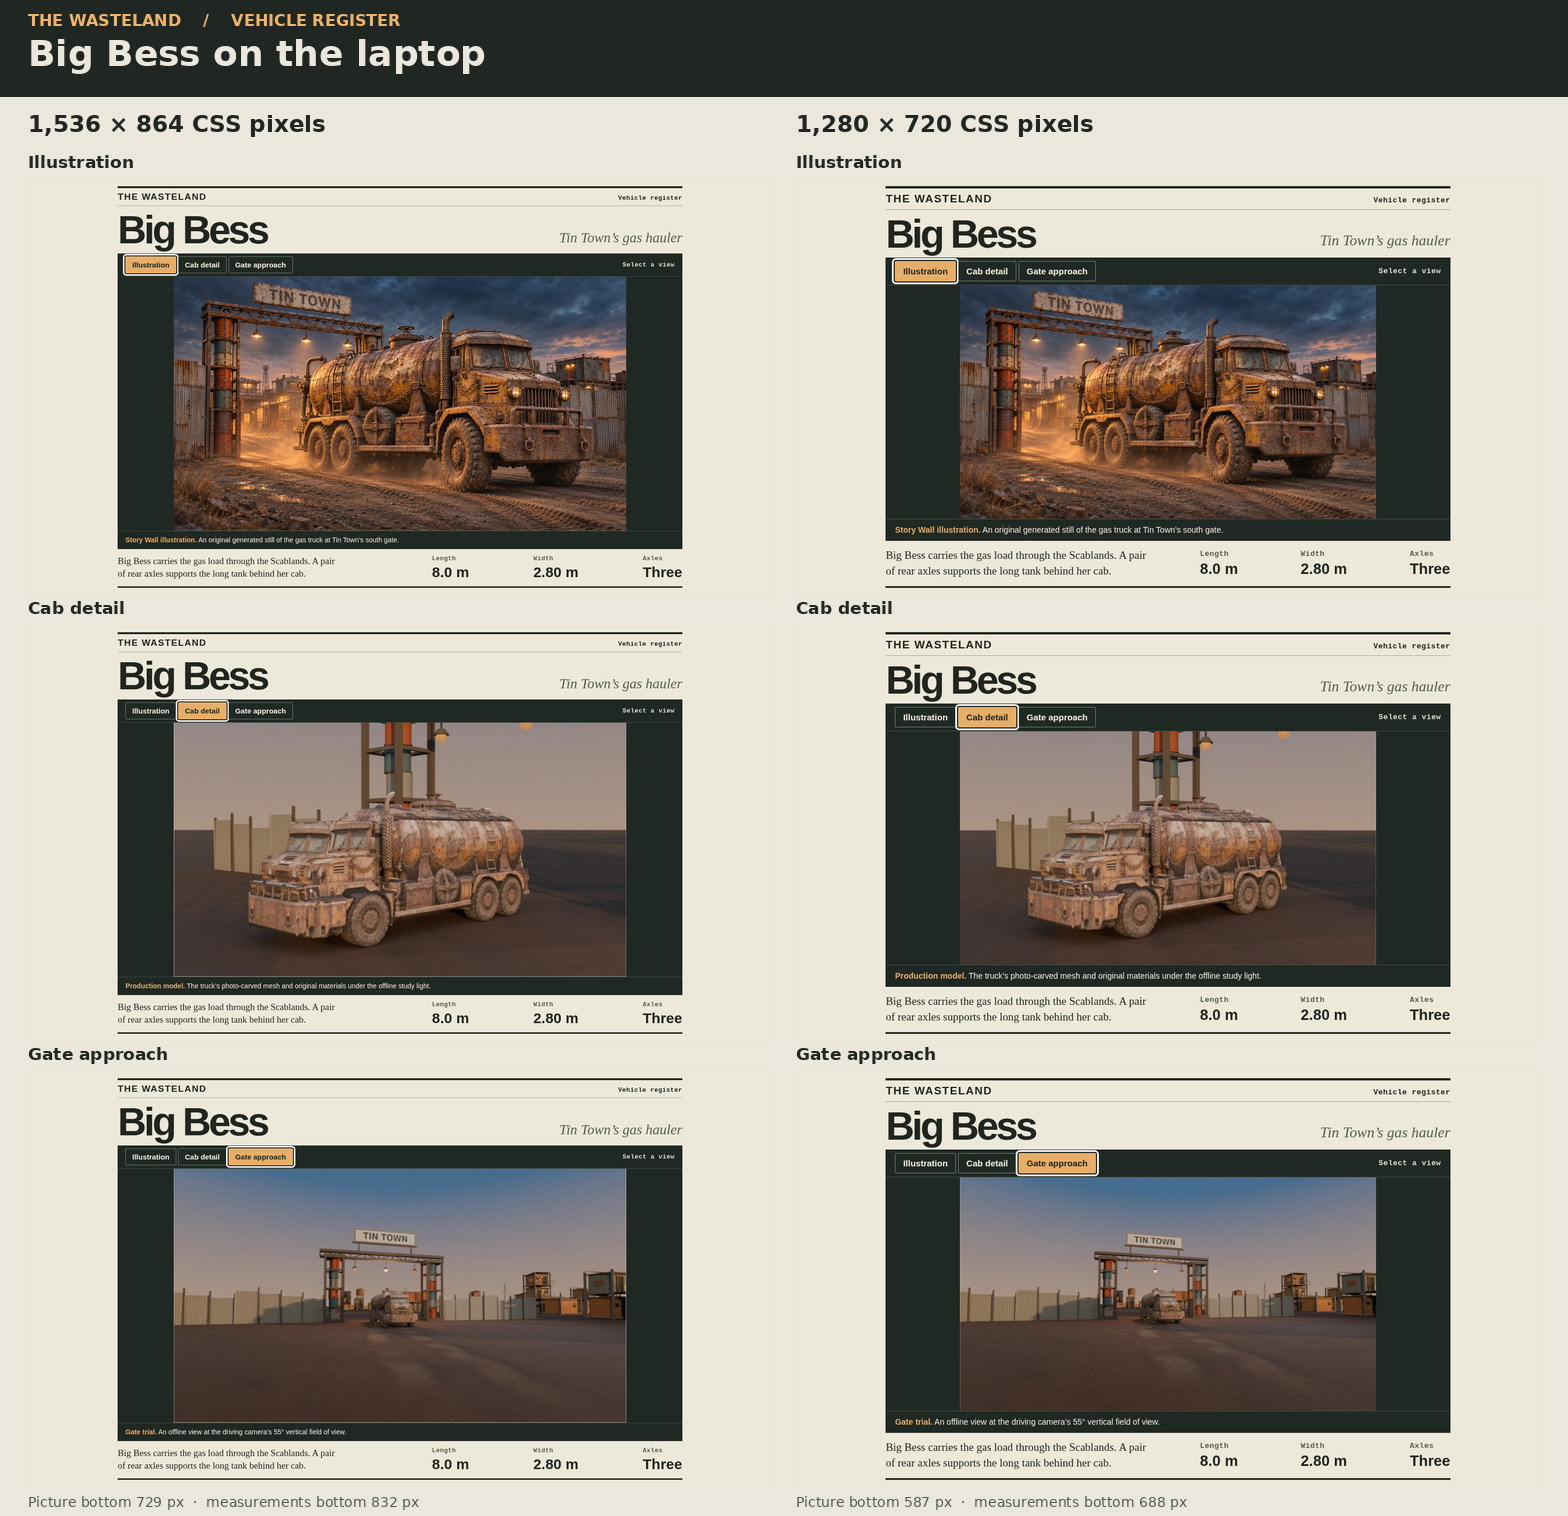 THE WASTELAND / VEHICLE REGISTER
Big Bess on the laptop
1,536 × 864 CSS pixels
Illustration
THE WASTELAND
Vehicle register
Big Bess
Tin Town’s gas hauler
Illustration
Cab detail
Gate approach
Select a view
TIN TOWN
Story Wall illustration. An original generated still of the gas truck at Tin Town’s south gate.
Big Bess carries the gas load through the Scablands. A pair
of rear axles supports the long tank behind her cab.
Length
8.0 m
Width
2.80 m
Axles
Three
Cab detail
THE WASTELAND
Vehicle register
Big Bess
Tin Town’s gas hauler
Illustration
Cab detail
Gate approach
Select a view
Production model. The truck’s photo-carved mesh and original materials under the offline study light.
Big Bess carries the gas load through the Scablands. A pair
of rear axles supports the long tank behind her cab.
Length
8.0 m
Width
2.80 m
Axles
Three
Gate approach
THE WASTELAND
Vehicle register
Big Bess
Tin Town’s gas hauler
Illustration
Cab detail
Gate approach
Select a view
TIN TOWN
Gate trial. An offline view at the driving camera’s 55° vertical field of view.
Big Bess carries the gas load through the Scablands. A pair
of rear axles supports the long tank behind her cab.
Length
8.0 m
Width
2.80 m
Axles
Three
Picture bottom 729 px · measurements bottom 832 px
1,280 × 720 CSS pixels
Illustration
THE WASTELAND
Vehicle register
Big Bess
Tin Town’s gas hauler
Illustration
Cab detail
Gate approach
Select a view
TIN TOWN
Story Wall illustration. An original generated still of the gas truck at Tin Town’s south gate.
Big Bess carries the gas load through the Scablands. A pair
of rear axles supports the long tank behind her cab.
Length
8.0 m
Width
2.80 m
Axles
Three
Cab detail
THE WASTELAND
Vehicle register
Big Bess
Tin Town’s gas hauler
Illustration
Cab detail
Gate approach
Select a view
Production model. The truck’s photo-carved mesh and original materials under the offline study light.
Big Bess carries the gas load through the Scablands. A pair
of rear axles supports the long tank behind her cab.
Length
8.0 m
Width
2.80 m
Axles
Three
Gate approach
THE WASTELAND
Vehicle register
Big Bess
Tin Town’s gas hauler
Illustration
Cab detail
Gate approach
Select a view
TIN TOWN
Gate trial. An offline view at the driving camera’s 55° vertical field of view.
Big Bess carries the gas load through the Scablands. A pair
of rear axles supports the long tank behind her cab.
Length
8.0 m
Width
2.80 m
Axles
Three
Picture bottom 587 px · measurements bottom 688 px